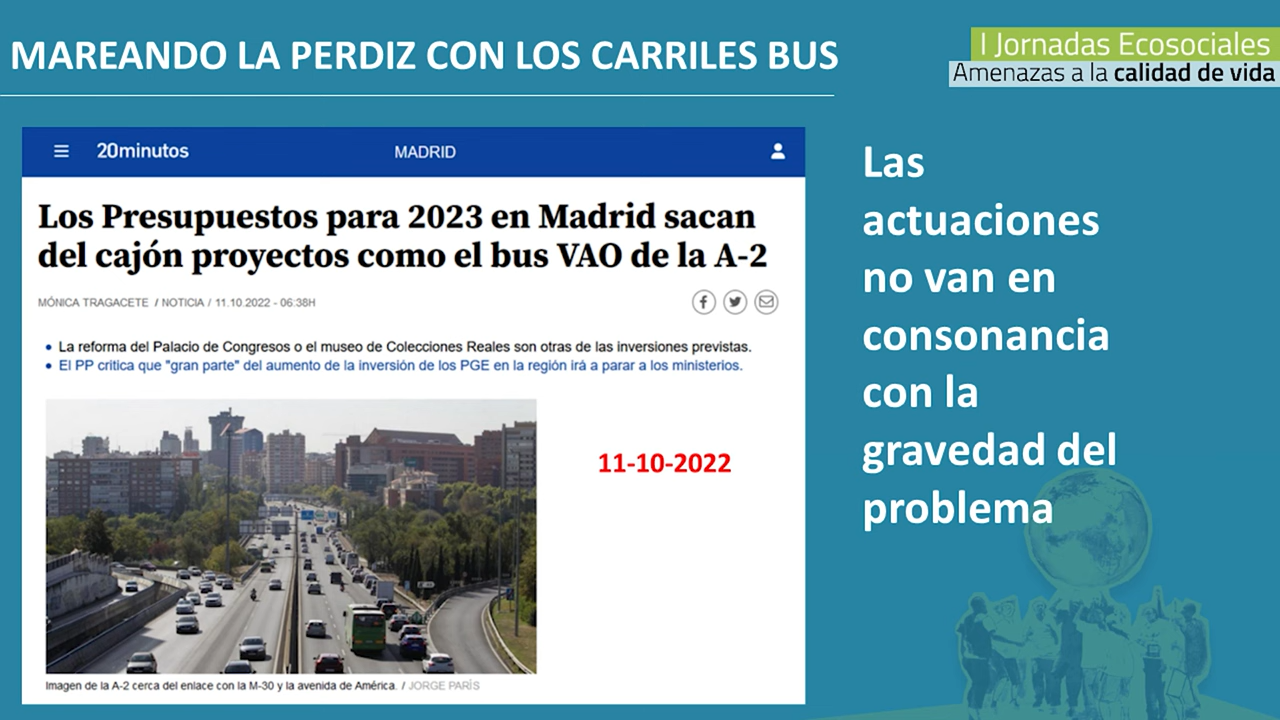 MAREANDO LA PERDIZ CON LOS CARRILES BUS
I Jornadas Ecosociales
Amenazas a la calidad de vida
20minutos
MADRID
Los Presupuestos para 2023 en Madrid sacan
del cajón proyectos como el bus VAO de la A-2
MÓNICA TRAGACETE / NOTICIA / 11.10.2022 - 06:38H
• La reforma del Palacio de Congresos o el museo de Colecciones Reales son otras de las inversiones previstas.
• El PP critica que "gran parte" del aumento de la inversión de los PGE en la región irá a parar a los ministerios.
11-10-2022
Imagen de la A-2 cerca del enlace con la M-30 y la avenida de América. / JORGE PARÍS
Las
actuaciones
no van en
consonancia
con la
gravedad del
problema